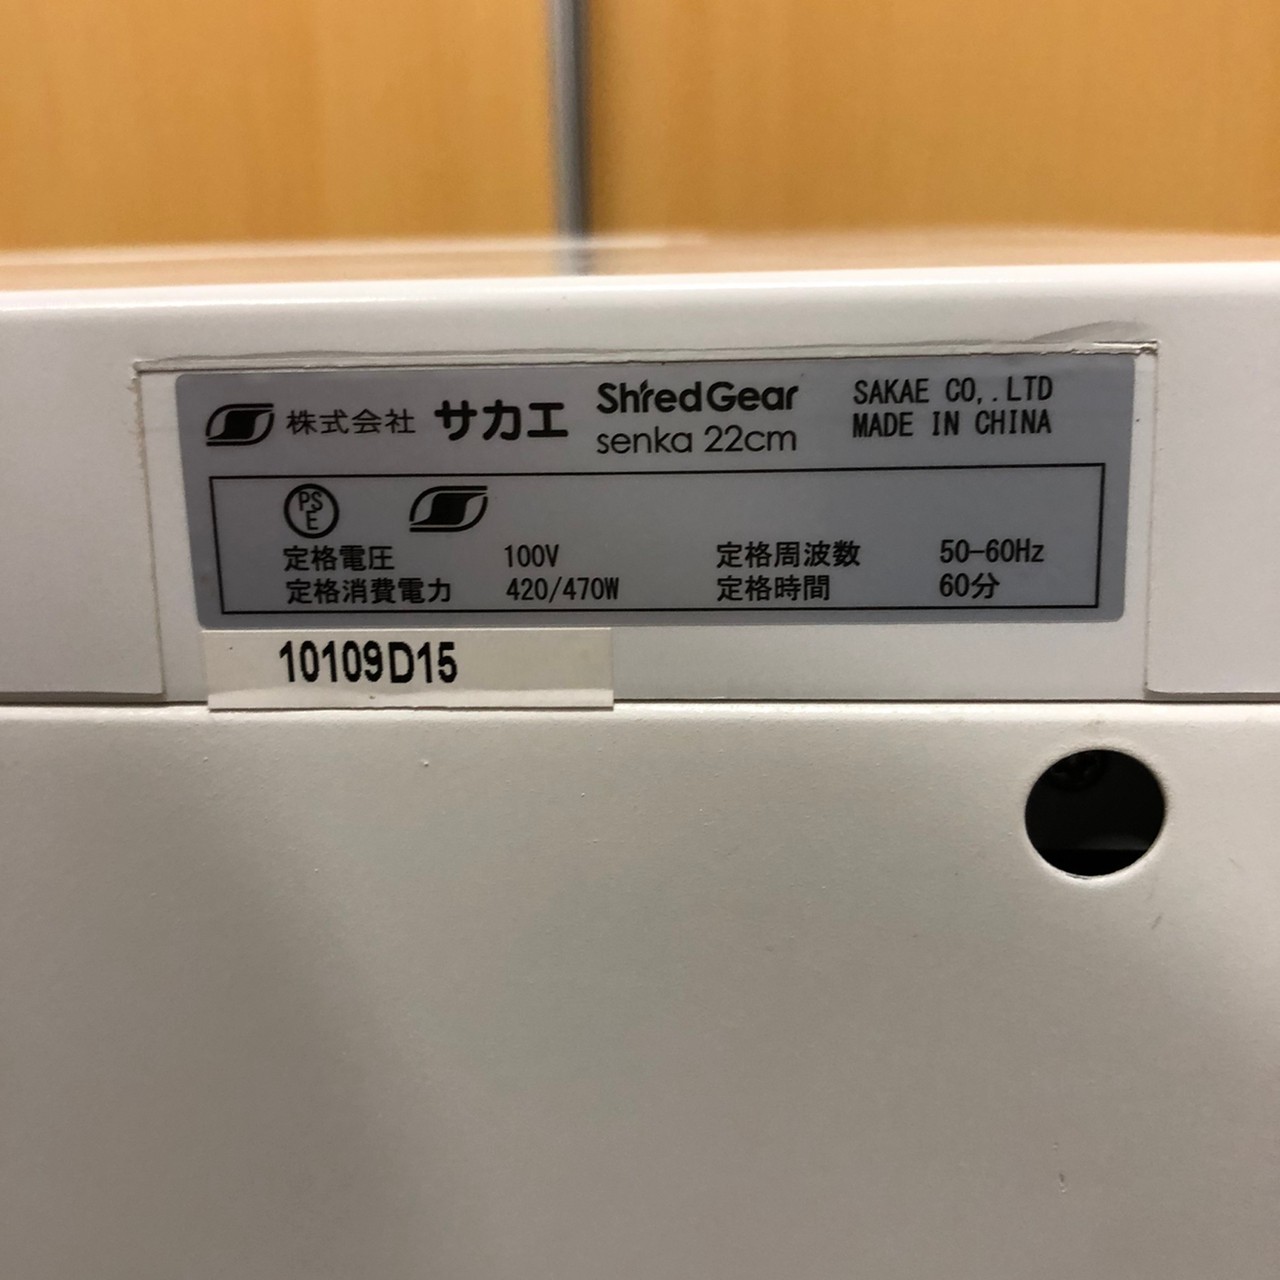 株式会社 サカエ ShredGear SAKAE CO,.LTD
senka 22cm MADE IN CHINA
PS
E
定格電圧 100V 定格周波数 50-60Hz
定格消費電力 420/470W 定格時間 60分
10109D15